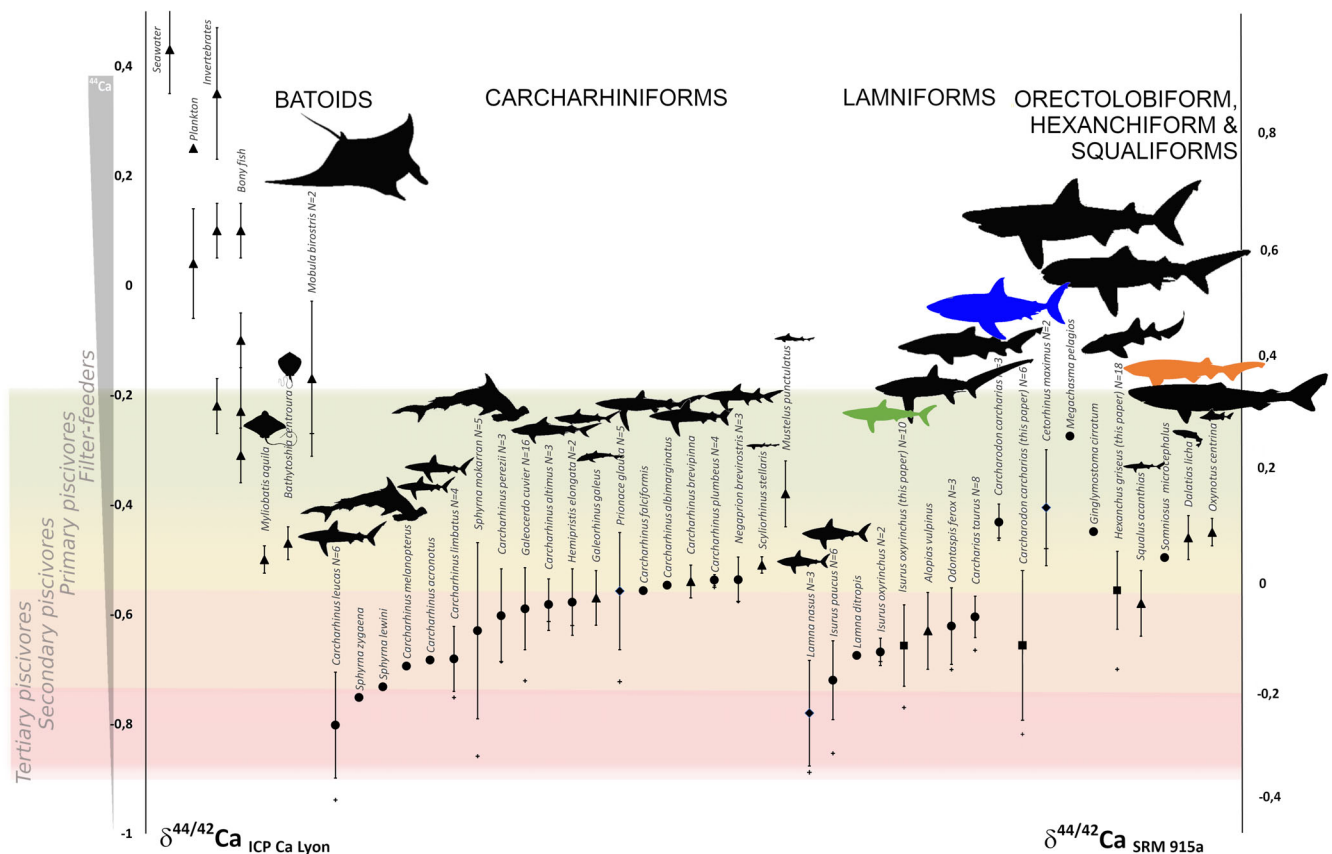 Seawater
Plankton
Invertebrates
Bony fish
BATOIDS
CARCHARHINIFORMS
LAMNIFORMS
ORECTOLOBIFORM,
HEXANCHIFORM &
SQUALIFORMS
44Ca
0,4
0,2
0
-0,2
-0,4
-0,6
-0,8
-1
0,8
0,6
0,4
0,2
0
-0,2
-0,4
Filter-feeders
Primary piscivores
Secondary piscivores
Tertiary piscivores
Myliobatis aquila
Bathytoshia centroura
Mobula birostris N=2
Carcharhinus leucas N=6
Sphyrna zygaena
Sphyrna lewini
Carcharhinus melanopterus
Carcharhinus acronotus
Carcharhinus limbatus N=4
Sphyrna mokarran N=5
Carcharhinus perezii N=3
Galeocerdo cuvier N=16
Carcharhinus altimus N=3
Hemipristis elongata N=2
Galeorhinus galeus
Prionace glauca N=5
Carcharhinus falciformis
Carcharhinus albimarginatus
Carcharhinus brevipinna
Carcharhinus plumbeus N=4
Negaprion brevirostris N=3
Scyliorhinus stellaris
Mustelus punctulatus
Lamna nasus N=3
Isurus paucus N=6
Lamna ditropis
Isurus oxyrinchus N=2
Isurus oxyrinchus (this paper) N=10
Alopias vulpinus
Odontaspis ferox N=3
Carcharias taurus N=8
Carcharodon carcharias N=3
Carcharodon carcharias (this paper) N=6
Cetorhinus maximus N=2
Megachasma pelagios
Ginglymostoma cirratum
Hexanchus griseus (this paper) N=18
Squalus acanthias
Somniosus microcephalus
Dalatias licha
Oxynotus centrina
δ44/42Ca ICP Ca Lyon
δ44/42Ca SRM 915a